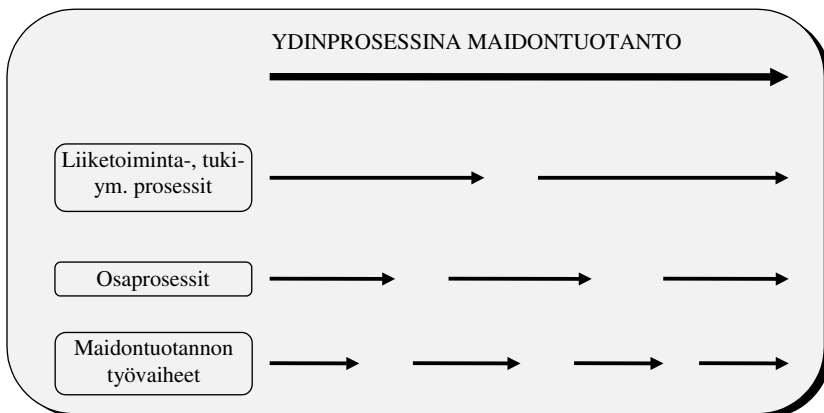 YDINPROSESSINA MAIDONTUOTANTO
Liiketoiminta-, tuki-
ym. prosessit
Osaprosessit
Maidontuotannon
työvaiheet